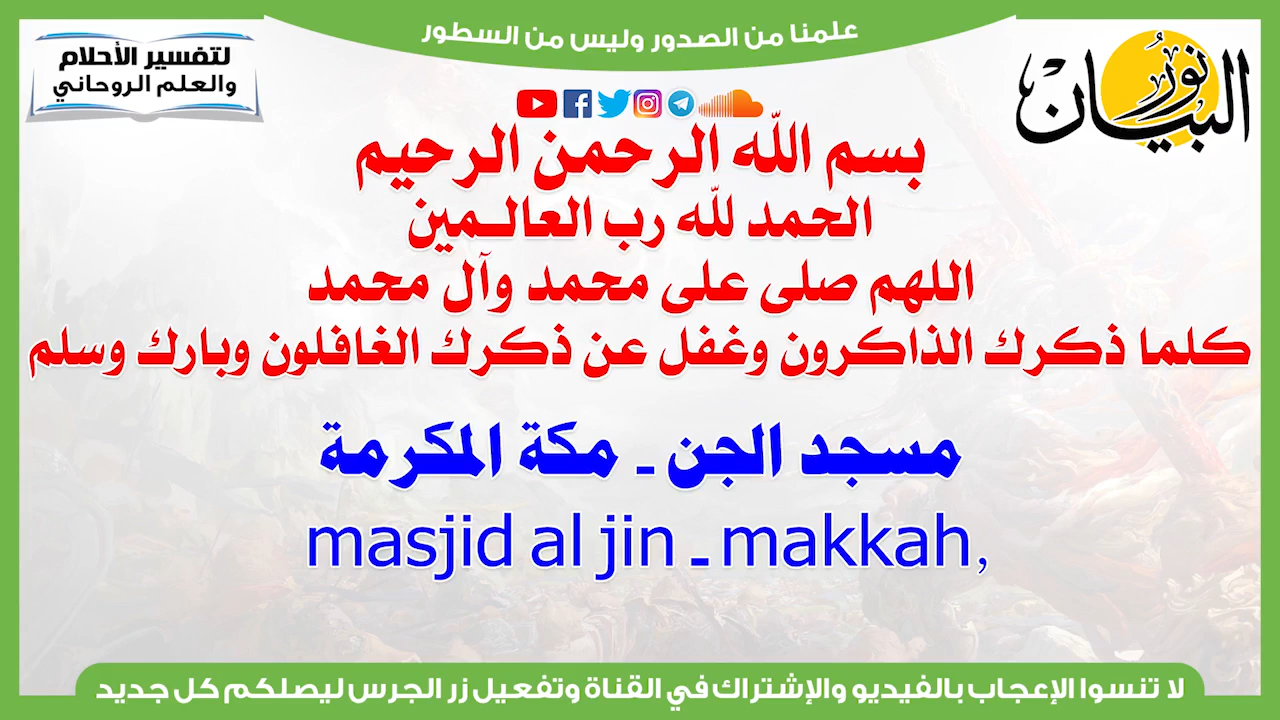 علمنا من الصدور وليس من السطور
لتفسير الأحلام
والعلم الروحاني
نور البيان
بسم الله الرحمن الرحيم
الحمد لله رب العالـمين
اللهم صلى على محمد وآل محمد
كلما ذكرك الذاكرون وغفل عن ذكرك الغافلون وبارك وسلم
مسجد الجن - مكة المكرمة
masjid al jin - makkah,
لا تنسوا الإعجاب بالفيديو والإشتراك في القناة وتفعيل زر الجرس ليصلكم كل جديد